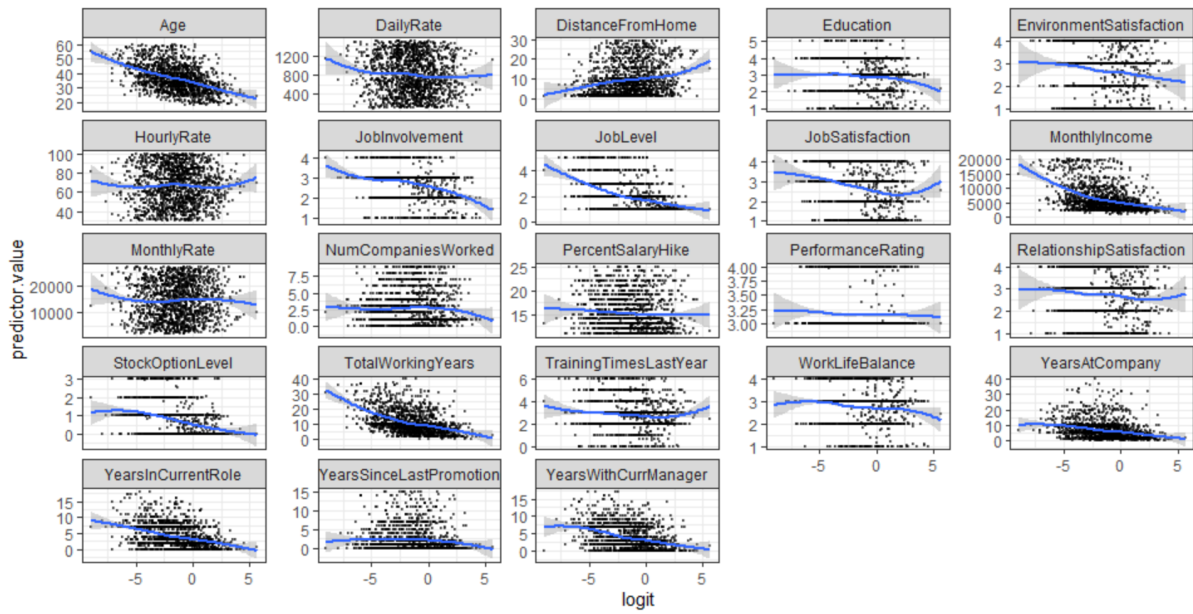 Age DailyRate DistanceFromHome Education EnvironmentSatisfaction
60 50 40 30 20
1200 800 400
30 20 10 0
5 4 3 2 1
4 3 2 1
HourlyRate JobInvolvement JobLevel JobSatisfaction MonthlyIncome
100 80 60 40
4 3 2 1
4 2 0
4 3 2 1
20000 15000 10000 5000 0
MonthlyRate NumCompaniesWorked PercentSalaryHike PerformanceRating RelationshipSatisfaction
20000 10000
7.5 5.0 2.5 0.0
25 20 15
4.00 3.75 3.50 3.25 3.00
4 3 2 1
StockOptionLevel TotalWorkingYears TrainingTimesLastYear WorkLifeBalance YearsAtCompany
3 2 1 0
40 30 20 10 0
6 4 2 0
4 3 2 1
40 30 20 10 0
-5 0 5 -5 0 5
YearsInCurrentRole YearsSinceLastPromotion YearsWithCurrManager
15 10 5 0
15 10 5 0
15 10 5 0
-5 0 5 -5 0 5 -5 0 5
logit
predictor.value